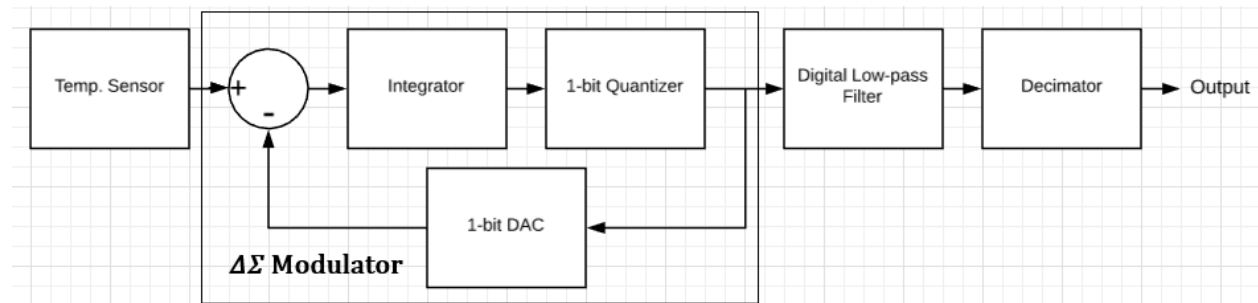 Temp. Sensor
+
-
Integrator
1-bit Quantizer
Digital Low-pass
Filter
Decimator
Output
1-bit DAC
ΔΣ Modulator